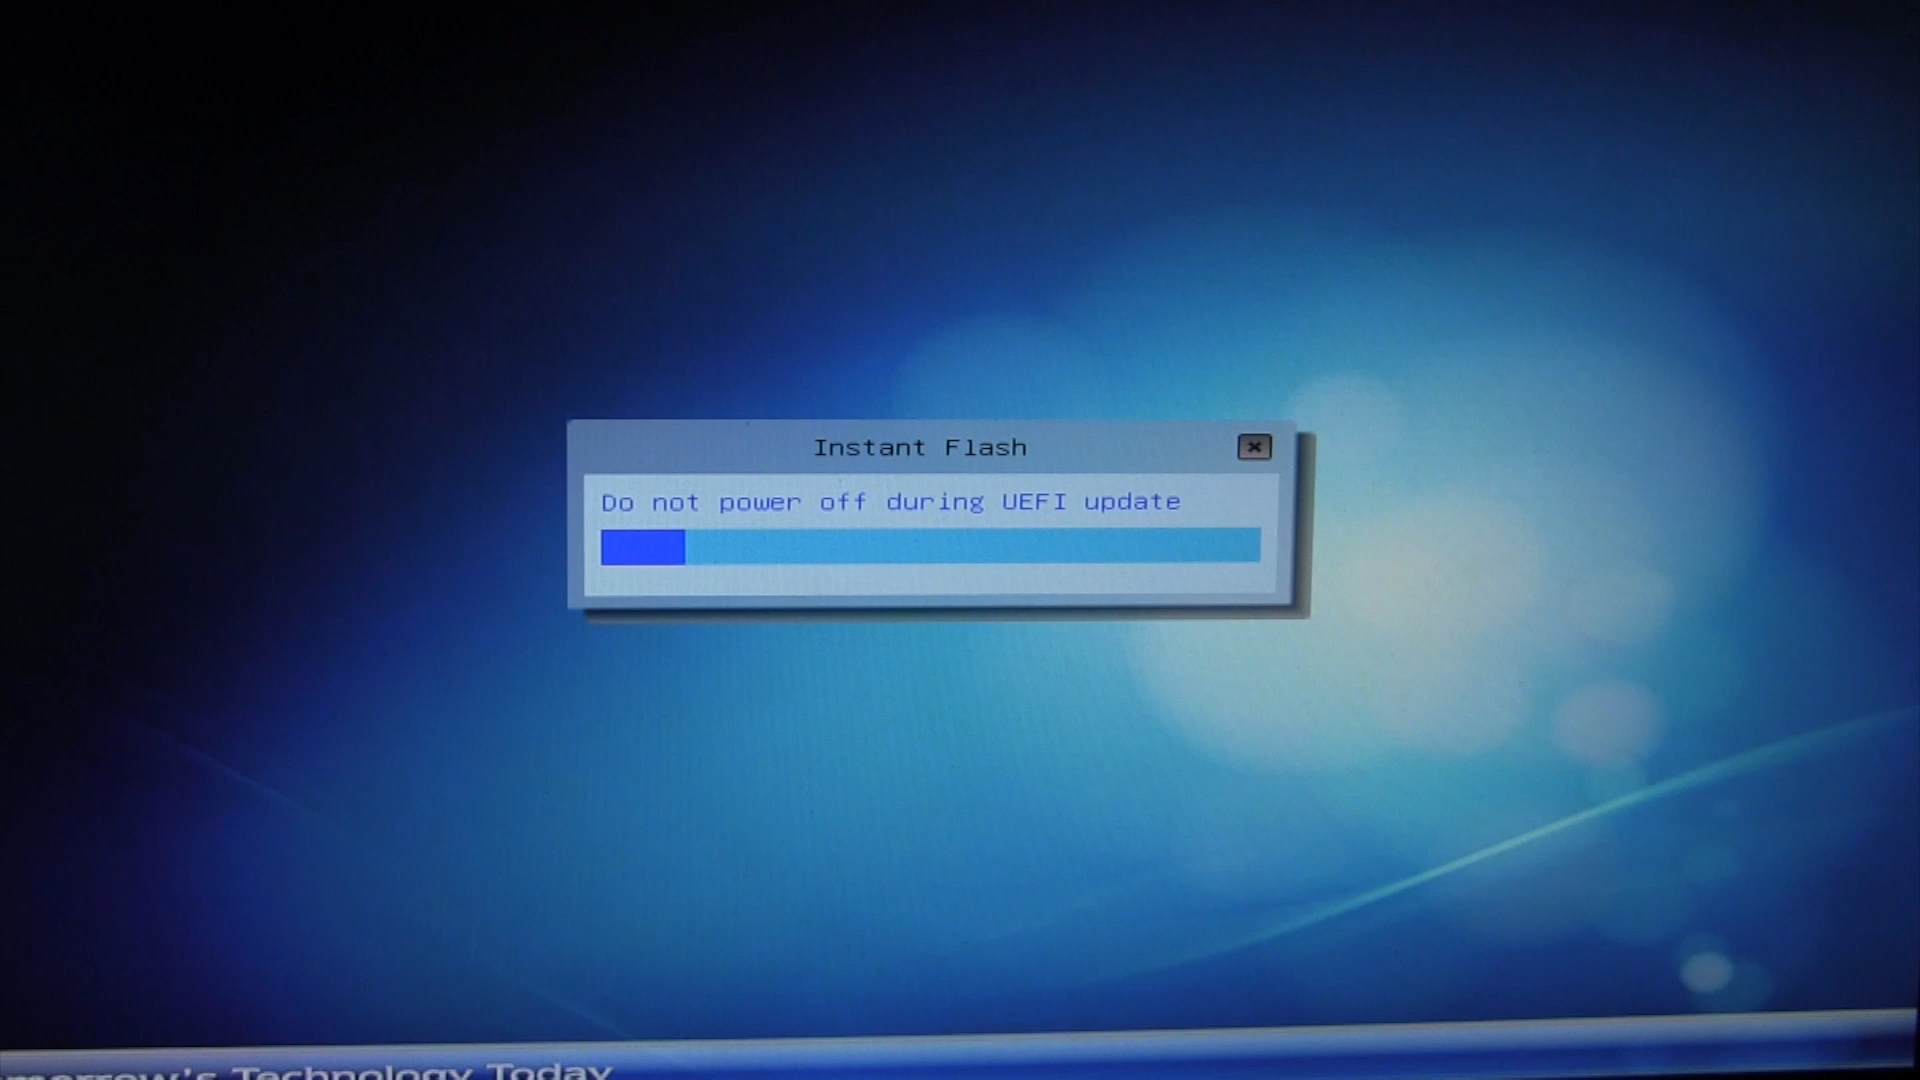 Instant Flash
Do not power off during UEFI update
Technology Today